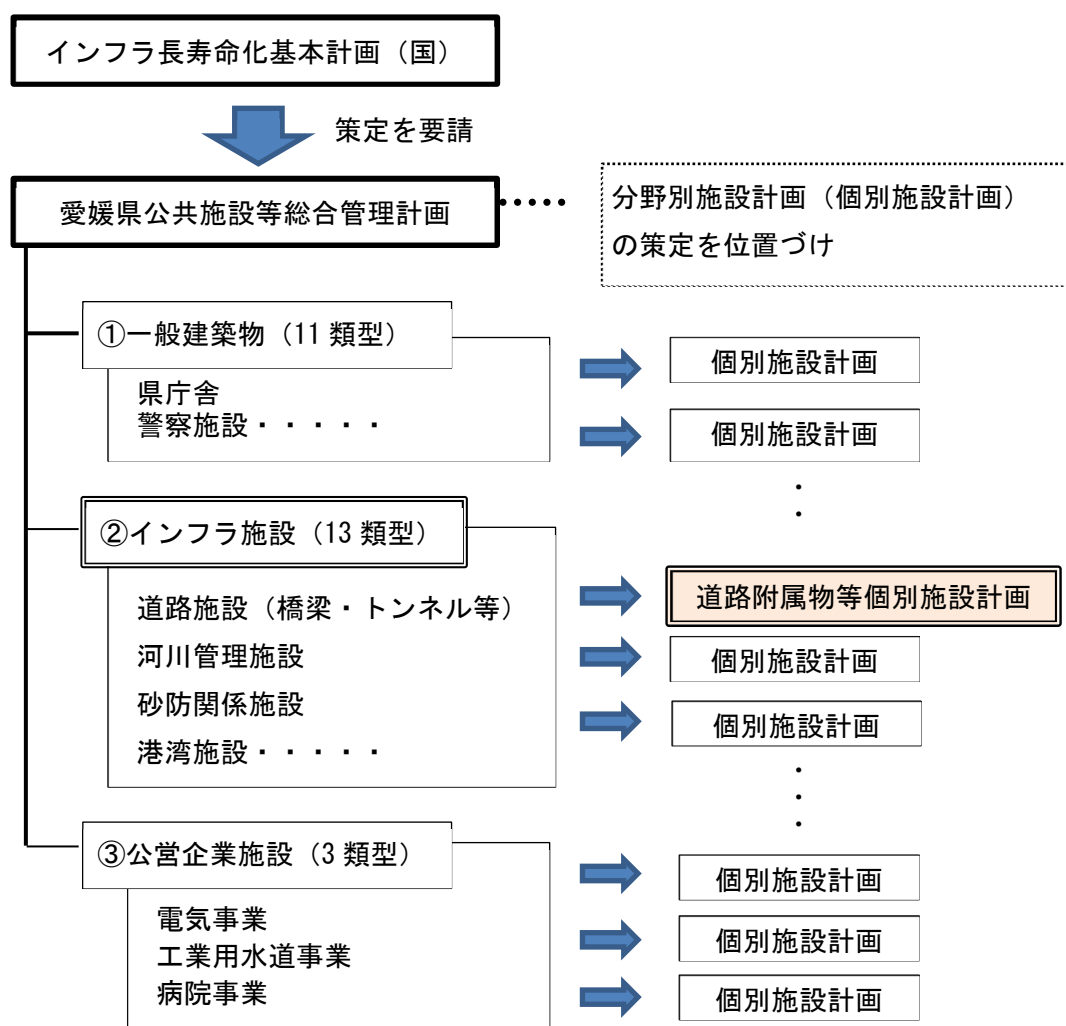 インフラ長寿命化基本計画（国）
策定を要請
愛媛県公共施設等総合管理計画
・・・・・
分野別施設計画（個別施設計画）
の策定を位置づけ
①一般建築物（11 類型）
県庁舎
警察施設・・・・・
個別施設計画
個別施設計画
・
・
②インフラ施設（13 類型）
道路施設（橋梁・トンネル等）
河川管理施設
砂防関係施設
港湾施設・・・・・
道路附属物等個別施設計画
個別施設計画
個別施設計画
・
・
・
③公営企業施設（3 類型）
電気事業
工業用水道事業
病院事業
個別施設計画
個別施設計画
個別施設計画